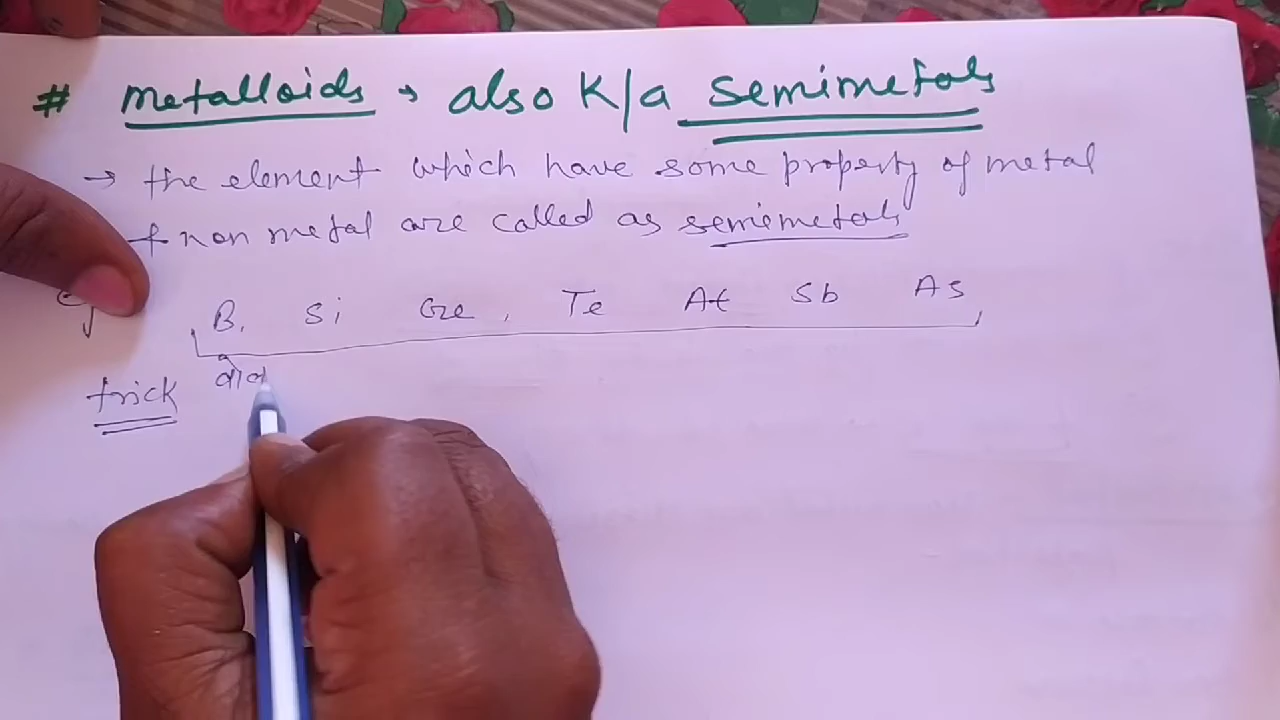 # Metalloids → also K/a semimetals
→ the element which have some property of metal
+ non metal are called as semimetals
eg
B, Si Ge, Te At Sb As
trick